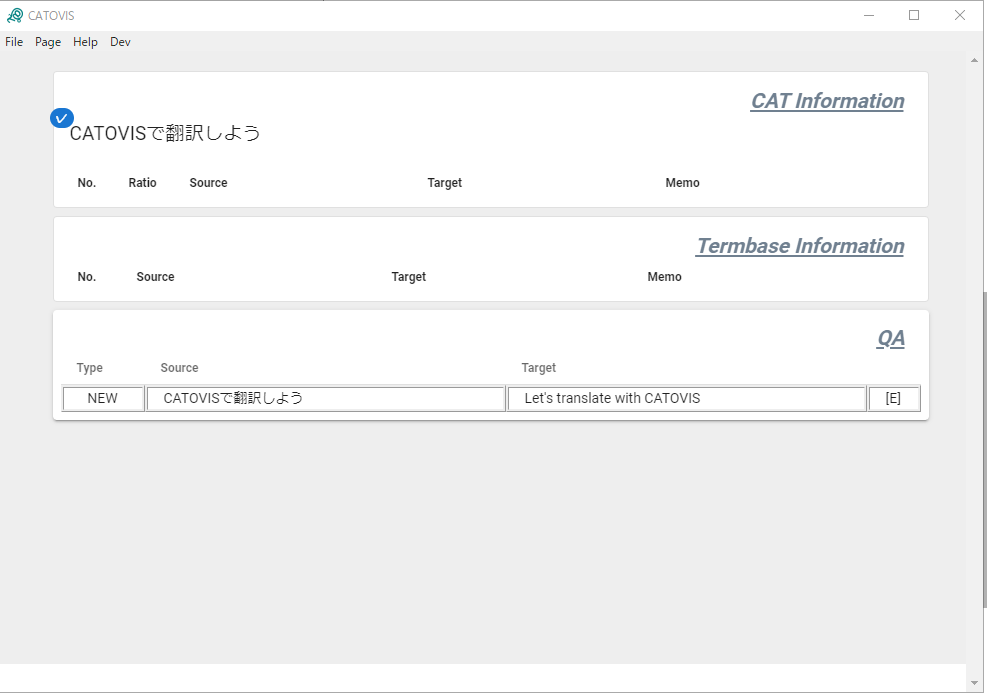 CATOVIS
File Page Help Dev
CAT Information
CATOVISで翻訳しよう
No. Ratio Source Target Memo
Termbase Information
No. Source Target Memo
QA
Type Source Target
NEW CATOVISで翻訳しよう Let's translate with CATOVIS [E]